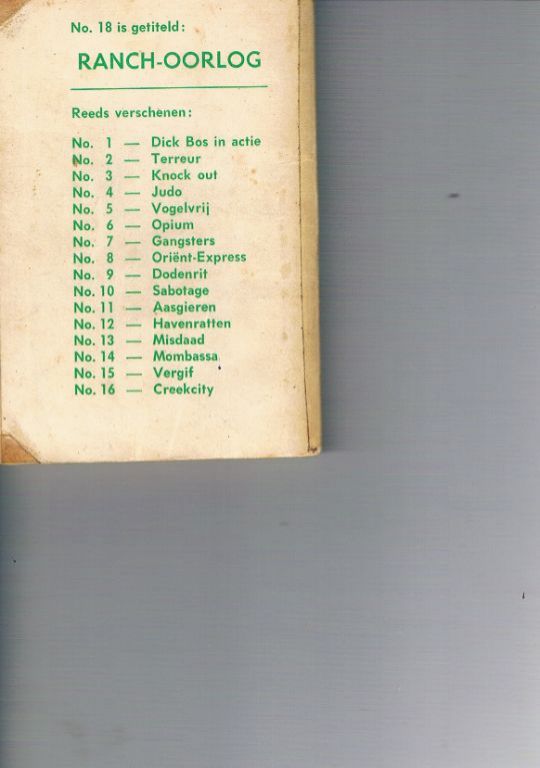 No. 18 is getiteld:
RANCH-OORLOG
Reeds verschenen:
No. 1 — Dick Bos in actie
No. 2 — Terreur
No. 3 — Knock out
No. 4 — Judo
No. 5 — Vogelvrij
No. 6 — Opium
No. 7 — Gangsters
No. 8 — Oriënt-Express
No. 9 — Dodenrit
No. 10 — Sabotage
No. 11 — Aasgieren
No. 12 — Havenratten
No. 13 — Misdaad
No. 14 — Mombassa
No. 15 — Vergif
No. 16 — Creekcity